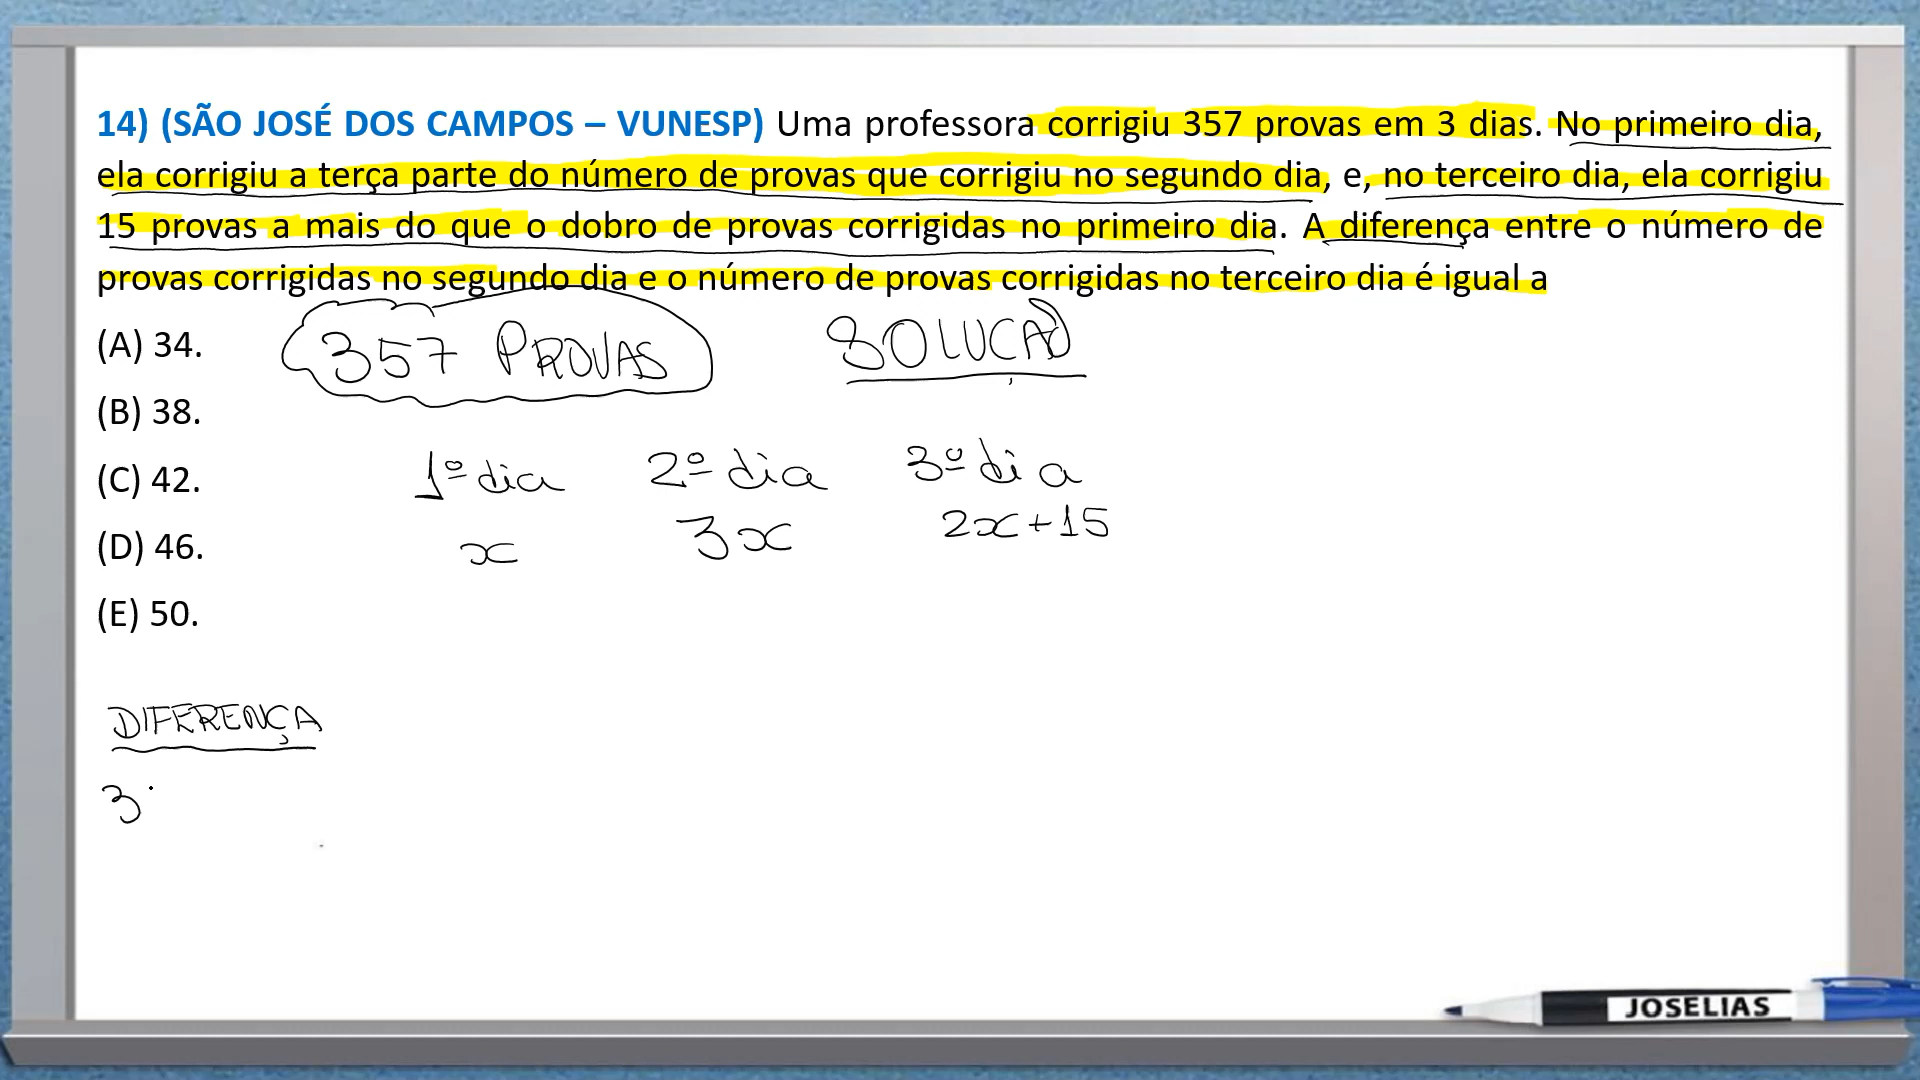 14) (SÃO JOSÉ DOS CAMPOS – VUNESP) Uma professora corrigiu 357 provas em 3 dias. No primeiro dia,
ela corrigiu a terça parte do número de provas que corrigiu no segundo dia, e, no terceiro dia, ela corrigiu
15 provas a mais do que o dobro de provas corrigidas no primeiro dia. A diferença entre o número de
provas corrigidas no segundo dia e o número de provas corrigidas no terceiro dia é igual a
(A) 34.
357 PROVAS
SOLUÇÃO
(B) 38.
(C) 42.
1º dia 2º dia 3º dia
(D) 46.
x 3x 2x+15
(E) 50.
DIFERENÇA
3
JOSELIAS